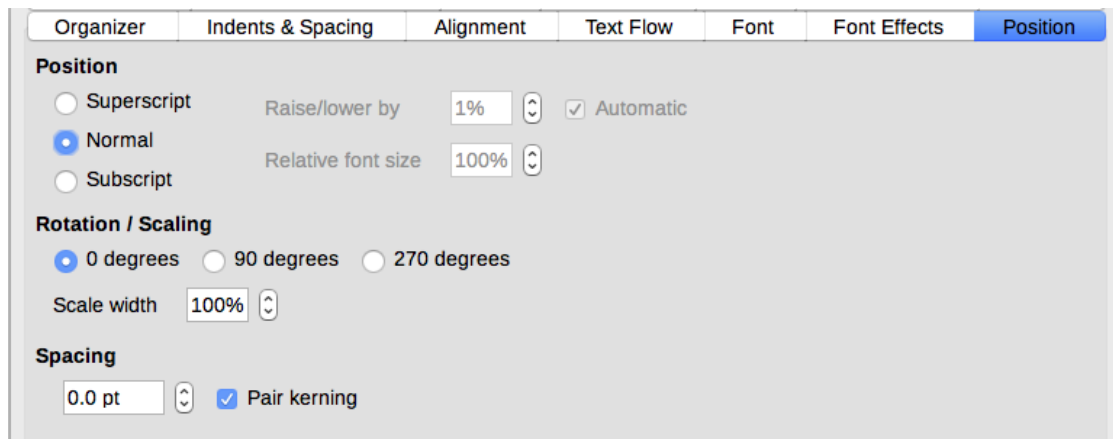 Organizer Indents & Spacing Alignment Text Flow Font Font Effects Position
Position
Superscript Raise/lower by 1% Automatic
Normal
Relative font size 100%
Subscript
Rotation / Scaling
0 degrees 90 degrees 270 degrees
Scale width 100%
Spacing
0.0 pt Pair kerning